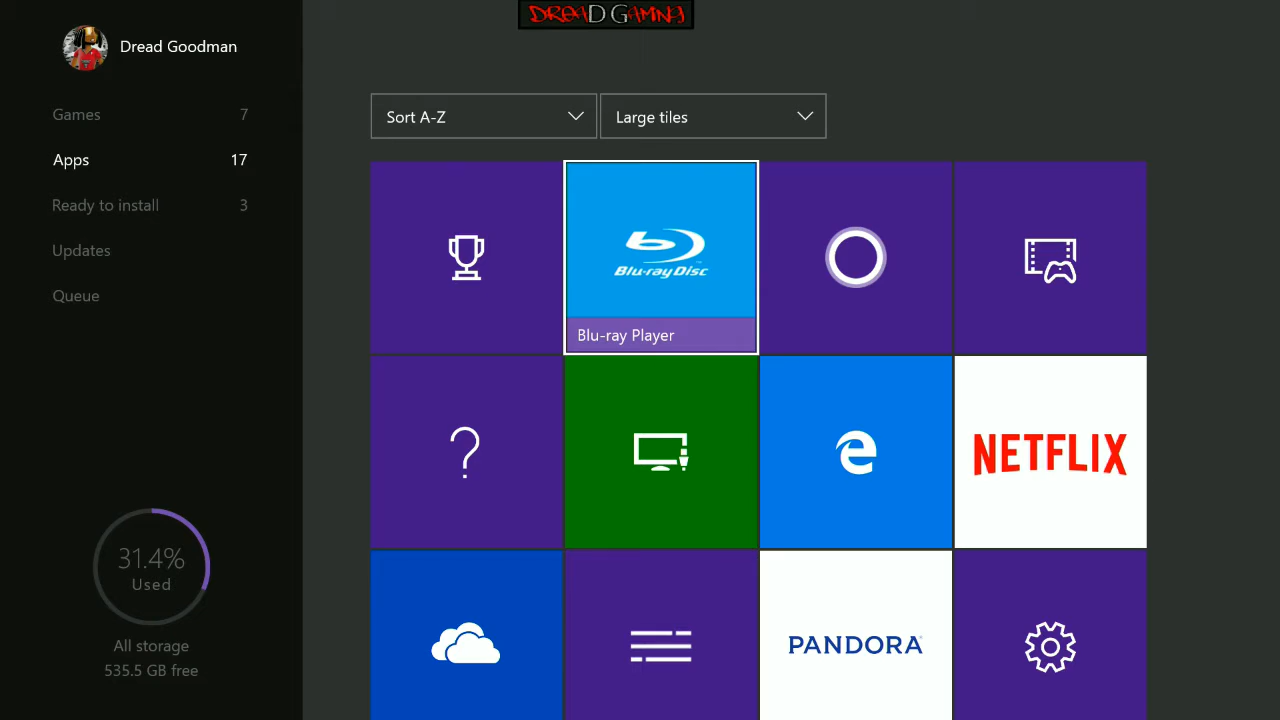 DREAD GAMING
Dread Goodman
Games 7
Apps 17
Ready to install 3
Updates
Queue
31.4%
Used
All storage
535.5 GB free
Sort A-Z
Large tiles
Blu-ray Disc
Blu-ray Player
?
NETFLIX
PANDORA